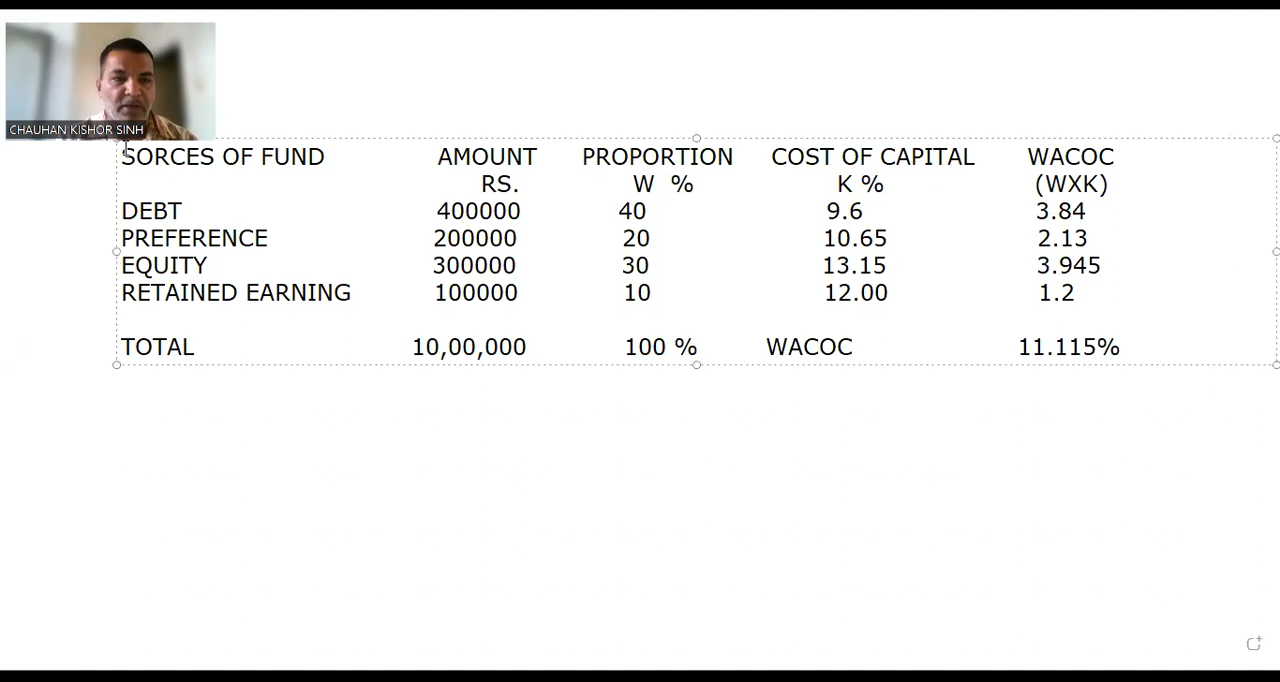 CHAUHAN KISHOR SINH
SORCES OF FUND AMOUNT PROPORTION COST OF CAPITAL WACOC
RS. W % K % (WXK)
DEBT 400000 40 9.6 3.84
PREFERENCE 200000 20 10.65 2.13
EQUITY 300000 30 13.15 3.945
RETAINED EARNING 100000 10 12.00 1.2
TOTAL 10,00,000 100 % WACOC 11.115%